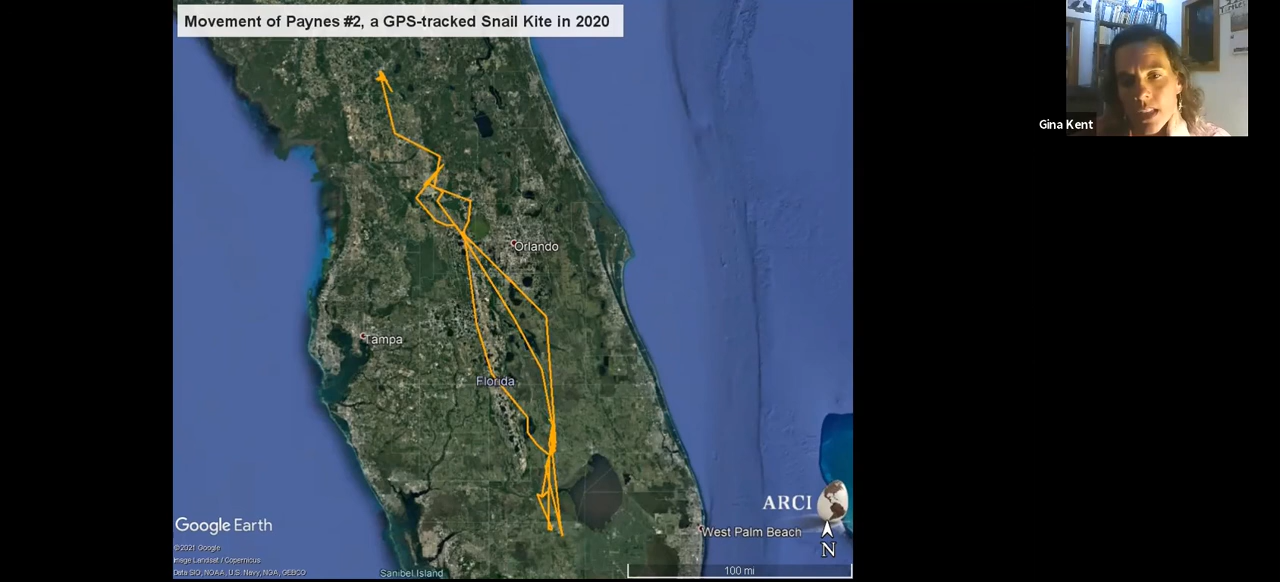 Movement of Paynes #2, a GPS-tracked Snail Kite in 2020
Gina Kent
Orlando
Tampa
Florida
ARCI
Google Earth
West Palm Beach
N
©2021 Google
Image Landsat / Copernicus
Data SIO, NOAA, U.S. Navy, NGA, GEBCO
Sanibel Island
100 mi